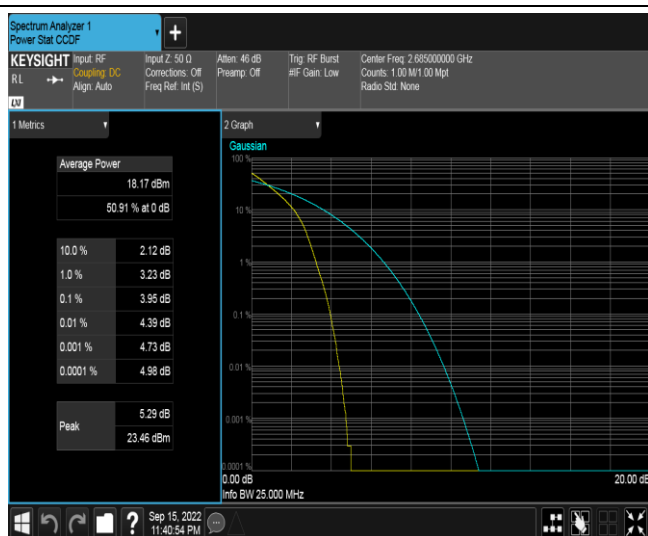 Spectrum Analyzer 1
Power Stat CCDF
+
KEYSIGHT
RL
LXI
Input: RF
Coupling: DC
Align: Auto
Input Z: 50 Ω
Corrections: Off
Freq Ref: Int (S)
Atten: 46 dB
Preamp: Off
Trig: RF Burst
#IF Gain: Low
Center Freq: 2.685000000 GHz
Counts: 1.00 M/1.00 Mpt
Radio Std: None
1 Metrics
Average Power
18.17 dBm
50.91 % at 0 dB
10.0 % 2.12 dB
1.0 % 3.23 dB
0.1 % 3.95 dB
0.01 % 4.39 dB
0.001 % 4.73 dB
0.0001 % 4.98 dB
Peak
5.29 dB
23.46 dBm
2 Graph
Gaussian
100 %
10 %
1 %
0.1 %
0.01 %
0.001 %
0.0001 %
0.00 dB
20.00 dB
Info BW 25.000 MHz
?
Sep 15, 2022
11:40:54 PM